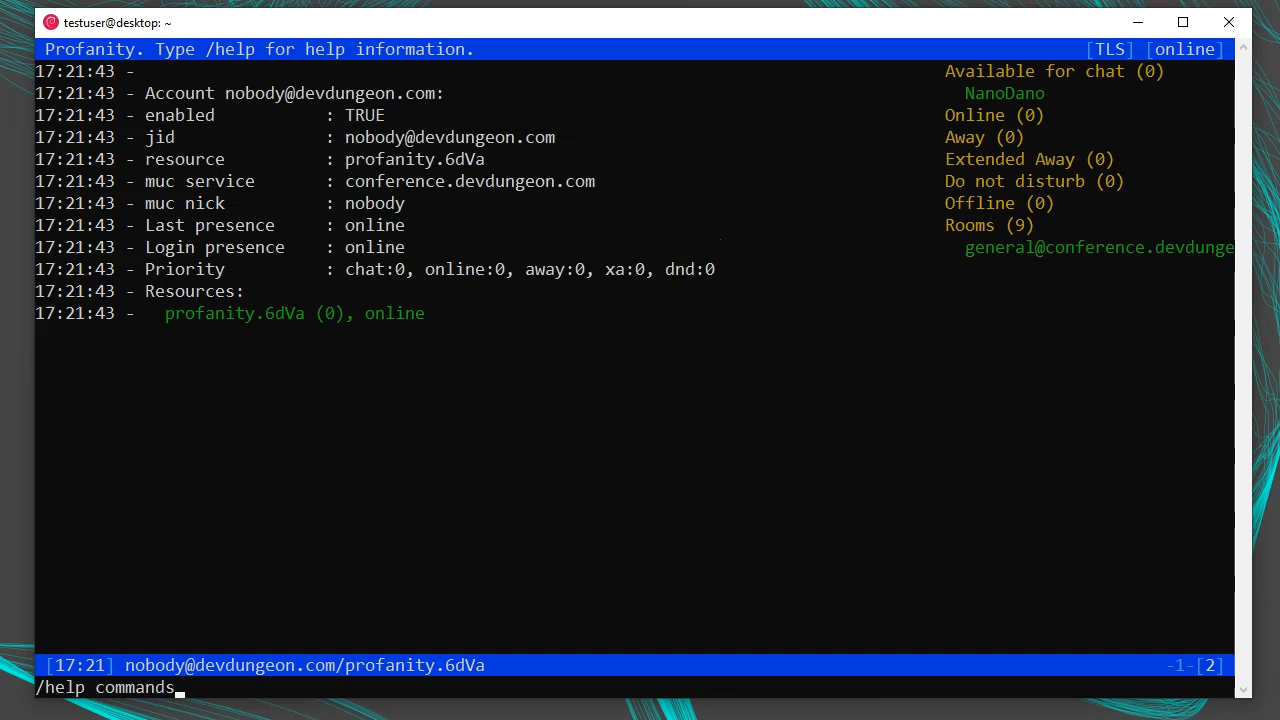 testuser@desktop: ~
Profanity. Type /help for help information. [TLS] [online]
17:21:43 -
17:21:43 - Account nobody@devdungeon.com:
17:21:43 - enabled : TRUE
17:21:43 - jid : nobody@devdungeon.com
17:21:43 - resource : profanity.6dVa
17:21:43 - muc service : conference.devdungeon.com
17:21:43 - muc nick : nobody
17:21:43 - Last presence : online
17:21:43 - Login presence : online
17:21:43 - Priority : chat:0, online:0, away:0, xa:0, dnd:0
17:21:43 - Resources:
17:21:43 - profanity.6dVa (0), online
Available for chat (0)
NanoDano
Online (0)
Away (0)
Extended Away (0)
Do not disturb (0)
Offline (0)
Rooms (9)
general@conference.devdunge
[17:21] nobody@devdungeon.com/profanity.6dVa -1-[2]
/help commands